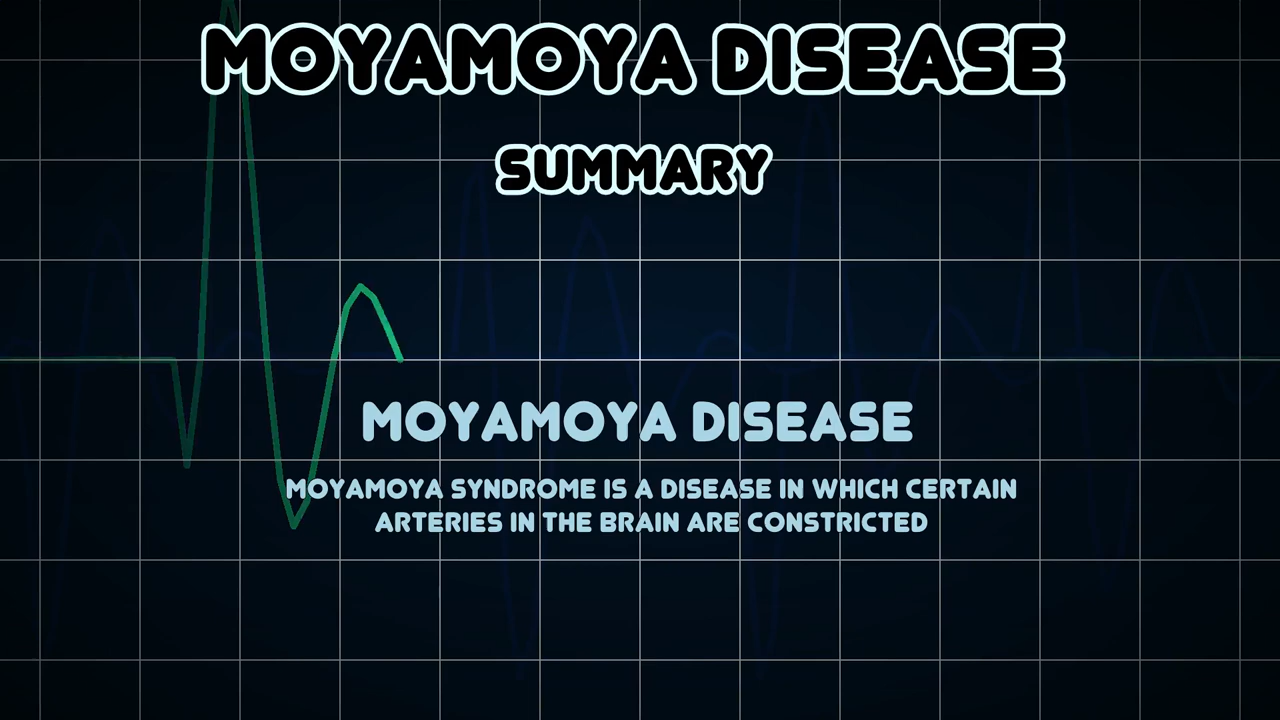 MOYAMOYA DISEASE
SUMMARY
MOYAMOYA DISEASE
MOYAMOYA SYNDROME IS A DISEASE IN WHICH CERTAIN
ARTERIES IN THE BRAIN ARE CONSTRICTED